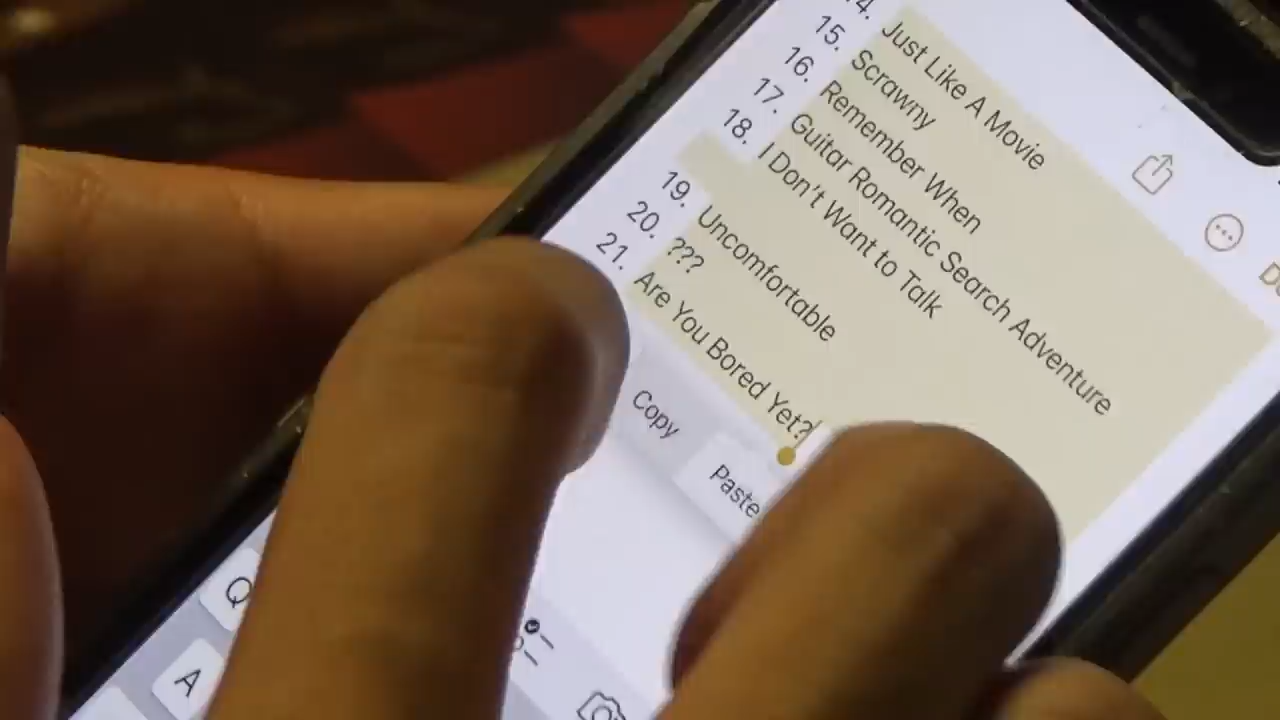 14. Just Like A Movie
15. Scrawny
16. Remember When
17. Guitar Romantic Search Adventure
18. I Don't Want to Talk
19. Uncomfortable
20. ???
21. Are You Bored Yet?
Copy
Paste
Q
A